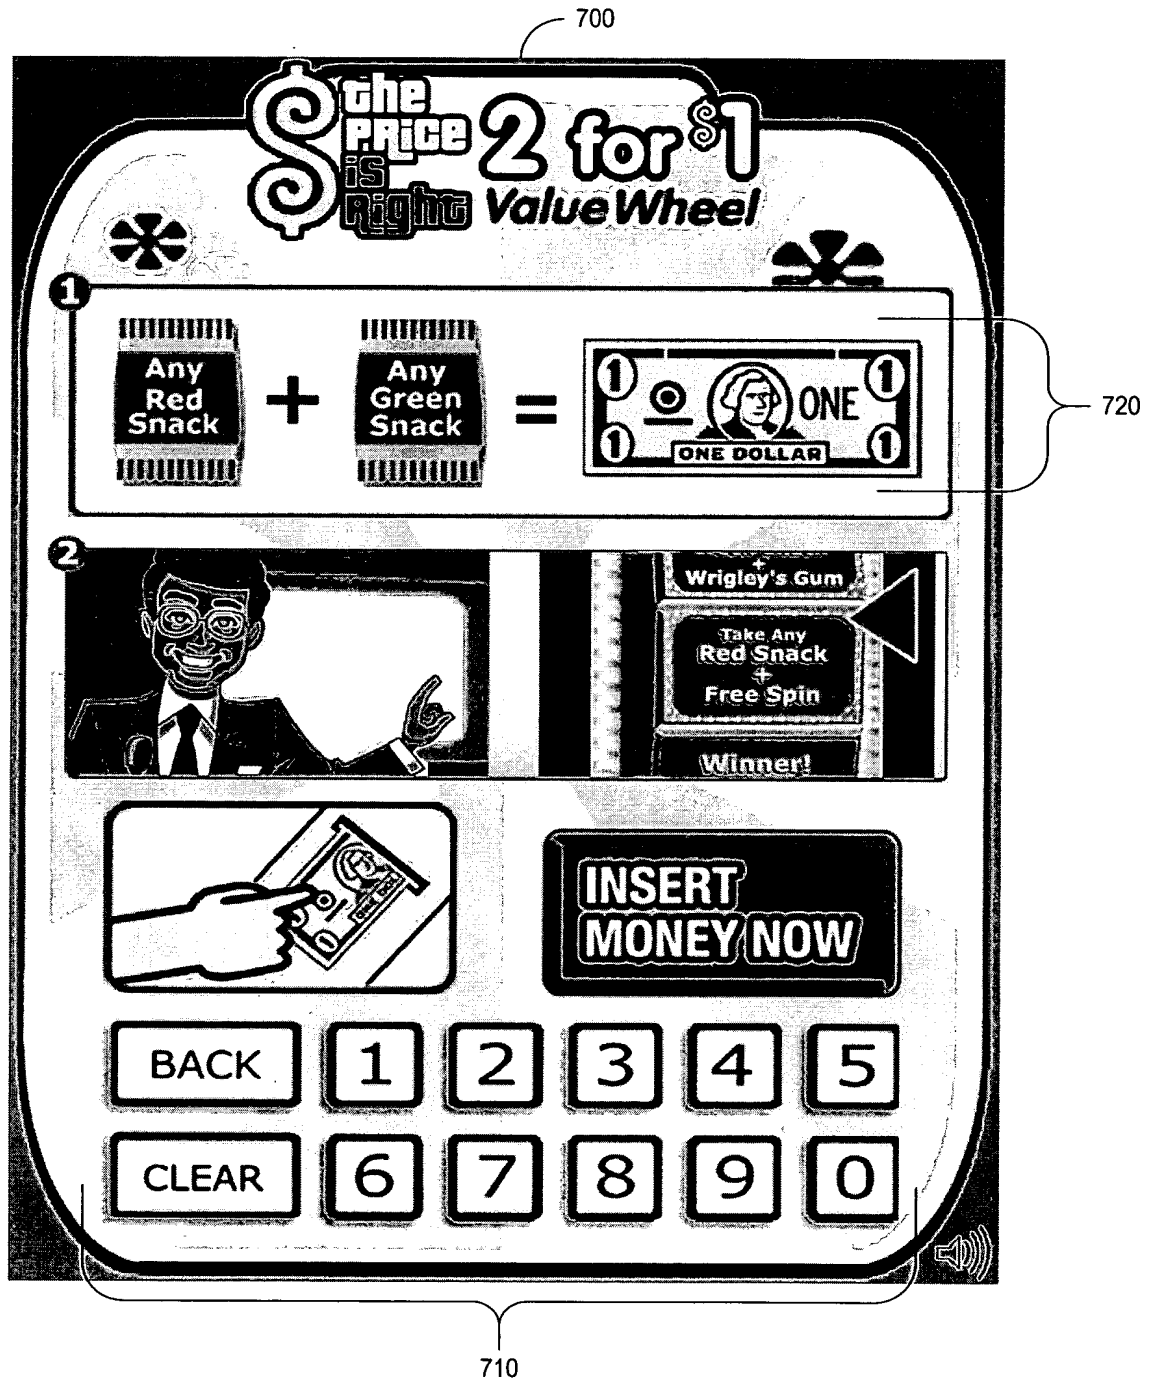 700
the
PRICE
is
Right
2 for $1
Value Wheel
1
Any
Red
Snack
+
Any
Green
Snack
=
1 1
ONE
1 1
ONE DOLLAR
720
2
+
Wrigley's Gum
Take Any
Red Snack
+
Free Spin
Winner!
INSERT
MONEY NOW
BACK 1 2 3 4 5
CLEAR 6 7 8 9 0
710